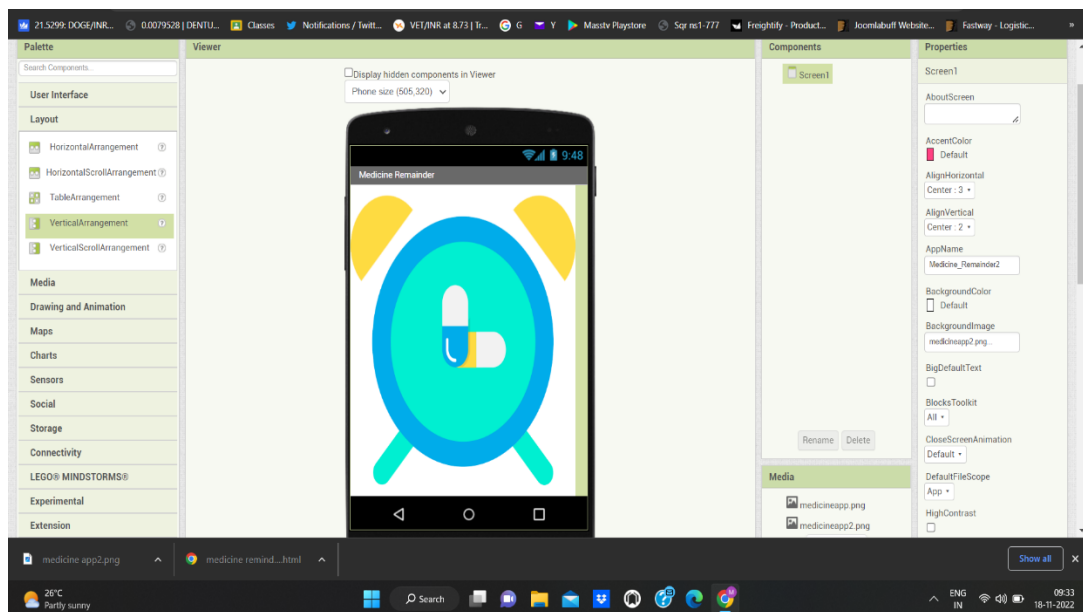 21.5299: DOGE/INR... 0.0079528 | DENTU... Classes Notifications / Twitt... VET/INR at 8.73 | Tr... G Y Masstv Playstore Sqr ns1-777 Freightify - Product... Joomlabuff Website... Fastway - Logistic... »
Palette
Search Components...
User Interface
Layout
HorizontalArrangement ?
HorizontalScrollArrangement ?
TableArrangement ?
VerticalArrangement ?
VerticalScrollArrangement ?
Media
Drawing and Animation
Maps
Charts
Sensors
Social
Storage
Connectivity
LEGO® MINDSTORMS®
Experimental
Extension
Viewer
Display hidden components in Viewer
Phone size (505,320)
9:48
Medicine Remainder
Components
Screen1
Rename Delete
Media
medicineapp.png
medicineapp2.png
Properties
Screen1
AboutScreen
AccentColor
Default
AlignHorizontal
Center : 3
AlignVertical
Center : 2
AppName
Medicine_Remainder2
BackgroundColor
Default
BackgroundImage
medicineapp2.png...
BigDefaultText
BlocksToolkit
All
CloseScreenAnimation
Default
DefaultFileScope
App
HighContrast
medicine app2.png medicine remind....html Show all X
26°C
Partly sunny
Search
ENG
IN
09:33
18-11-2022